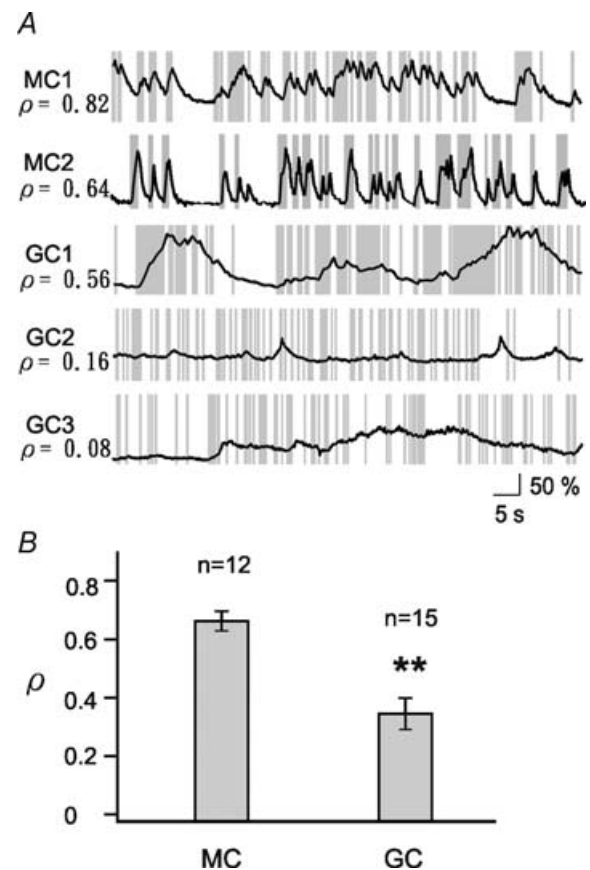 A
MC1
ρ = 0.82
MC2
ρ = 0.64
GC1
ρ = 0.56
GC2
ρ = 0.16
GC3
ρ = 0.08
50 %
5 s
B
n=12
n=15
**
0.8
0.6
0.4
0.2
0
ρ
MC
GC